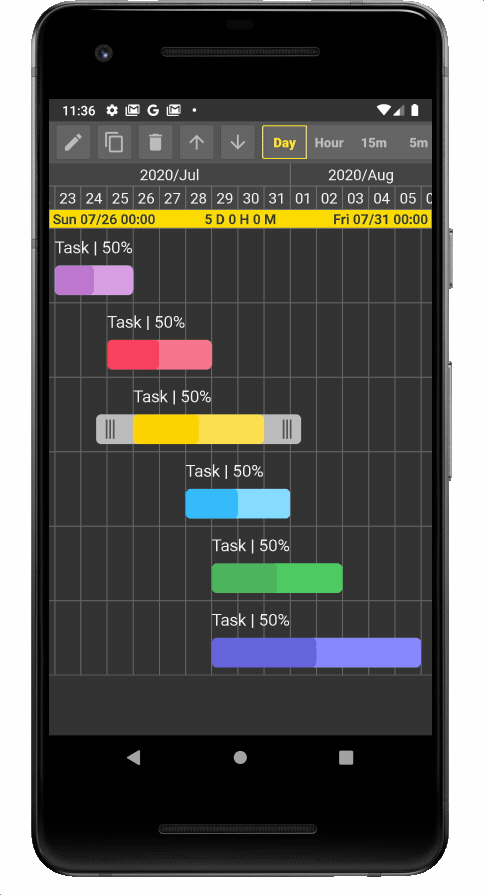 11:36
Day Hour 15m 5m
2020/Jul 2020/Aug
23 24 25 26 27 28 29 30 31 01 02 03 04 05
Sun 07/26 00:00 5 D 0 H 0 M Fri 07/31 00:00
Task | 50%
Task | 50%
Task | 50%
Task | 50%
Task | 50%
Task | 50%